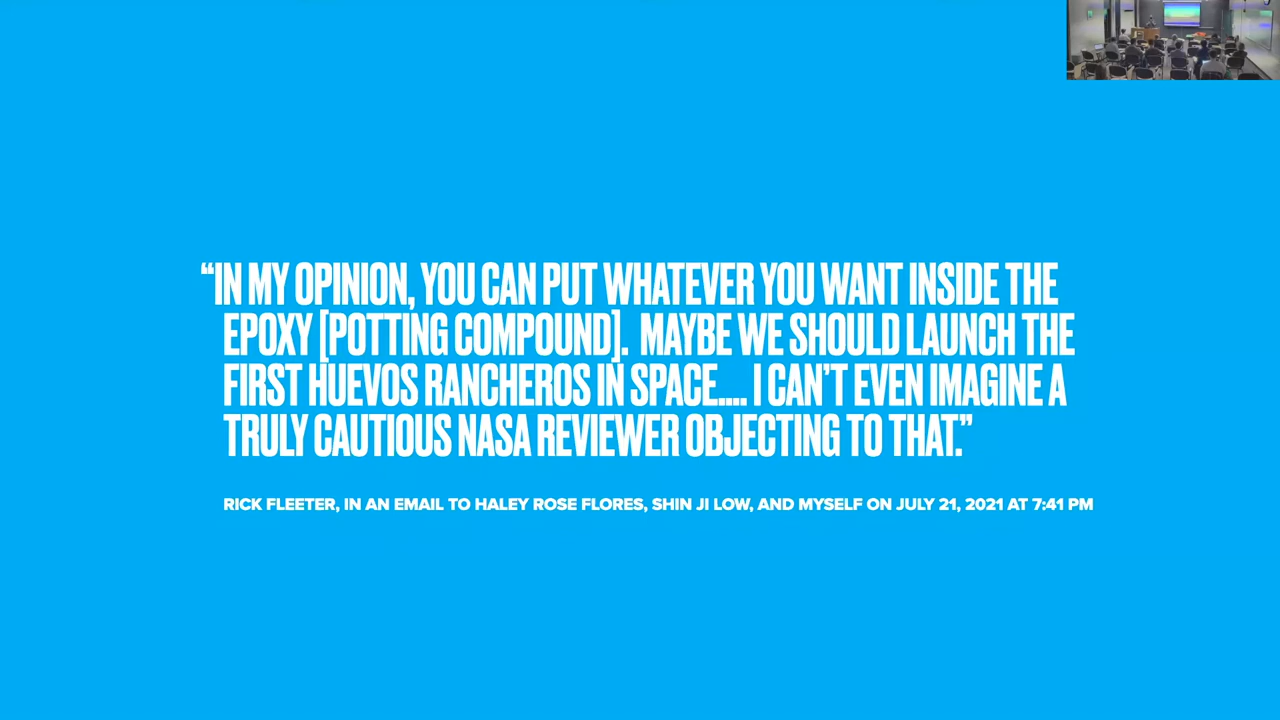 “IN MY OPINION, YOU CAN PUT WHATEVER YOU WANT INSIDE THE
EPOXY [POTTING COMPOUND].  MAYBE WE SHOULD LAUNCH THE
FIRST HUEVOS RANCHEROS IN SPACE.... I CAN’T EVEN IMAGINE A
TRULY CAUTIOUS NASA REVIEWER OBJECTING TO THAT.”
RICK FLEETER, IN AN EMAIL TO HALEY ROSE FLORES, SHIN JI LOW, AND MYSELF ON JULY 21, 2021 AT 7:41 PM